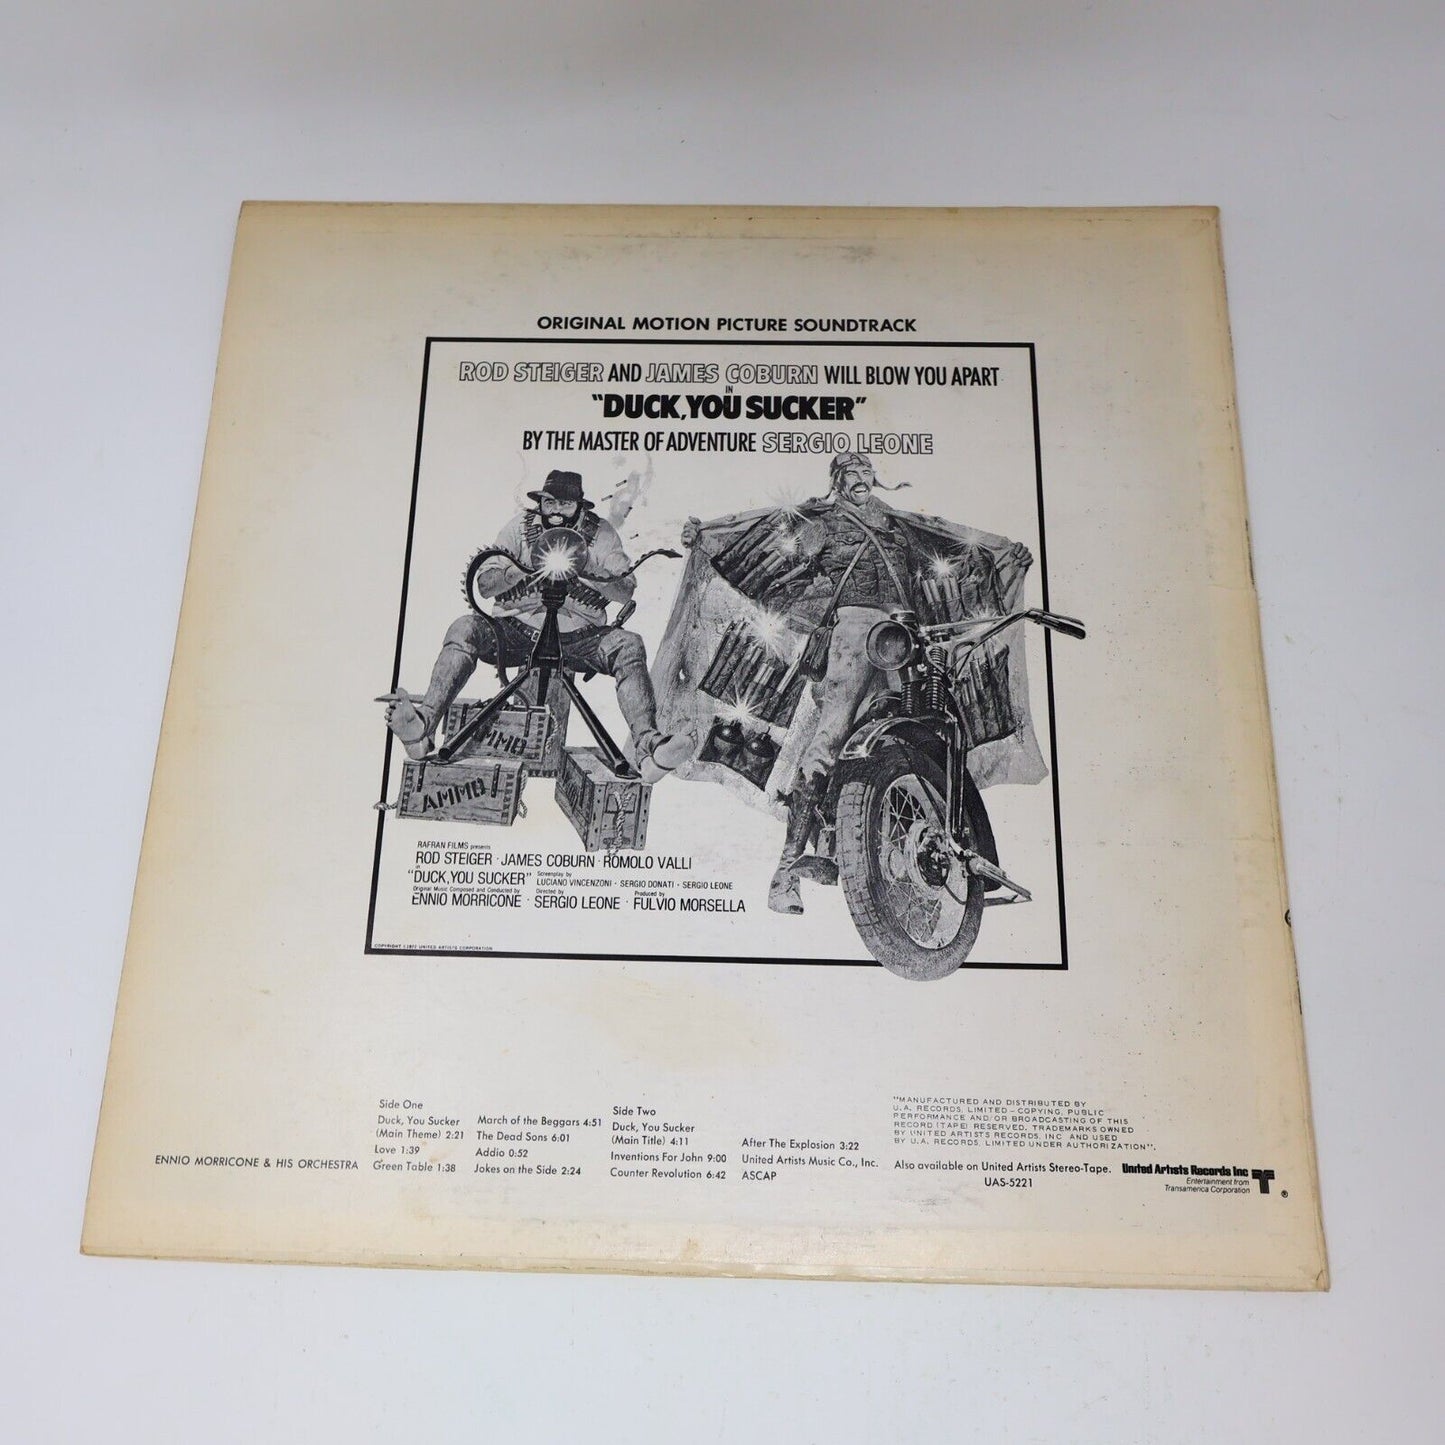 ORIGINAL MOTION PICTURE SOUNDTRACK
ROD STEIGER AND JAMES COBURN WILL BLOW YOU APART
IN
"DUCK, YOU SUCKER"
BY THE MASTER OF ADVENTURE SERGIO LEONE
AMMO
AMMO
RAFRAN FILMS presents
ROD STEIGER · JAMES COBURN · ROMOLO VALLI
in
"DUCK, YOU SUCKER" Screenplay by LUCIANO VINCENZONI · SERGIO DONATI · SERGIO LEONE
Original Music Composed and Conducted by ENNIO MORRICONE · Directed by SERGIO LEONE · Produced by FULVIO MORSELLA
COPYRIGHT ©1972 UNITED ARTISTS CORPORATION
ENNIO MORRICONE & HIS ORCHESTRA
Side One
Duck, You Sucker
(Main Theme) 2:21
Love 1:39
Green Table 1:38
March of the Beggars 4:51
The Dead Sons 6:01
Addio 0:52
Jokes on the Side 2:24
Side Two
Duck, You Sucker
(Main Title) 4:11
Inventions For John 9:00
Counter Revolution 6:42
After The Explosion 3:22
United Artists Music Co., Inc.
ASCAP
"MANUFACTURED AND DISTRIBUTED BY
U.A. RECORDS, LIMITED – COPYING, PUBLIC
PERFORMANCE AND/OR BROADCASTING OF THIS
RECORD (TAPE) RESERVED. TRADEMARKS OWNED
BY UNITED ARTISTS RECORDS, INC. AND USED
BY U.A. RECORDS, LIMITED UNDER AUTHORIZATION".
Also available on United Artists Stereo-Tape.
UAS-5221
United Artists Records Inc
Entertainment from
Transamerica Corporation
®